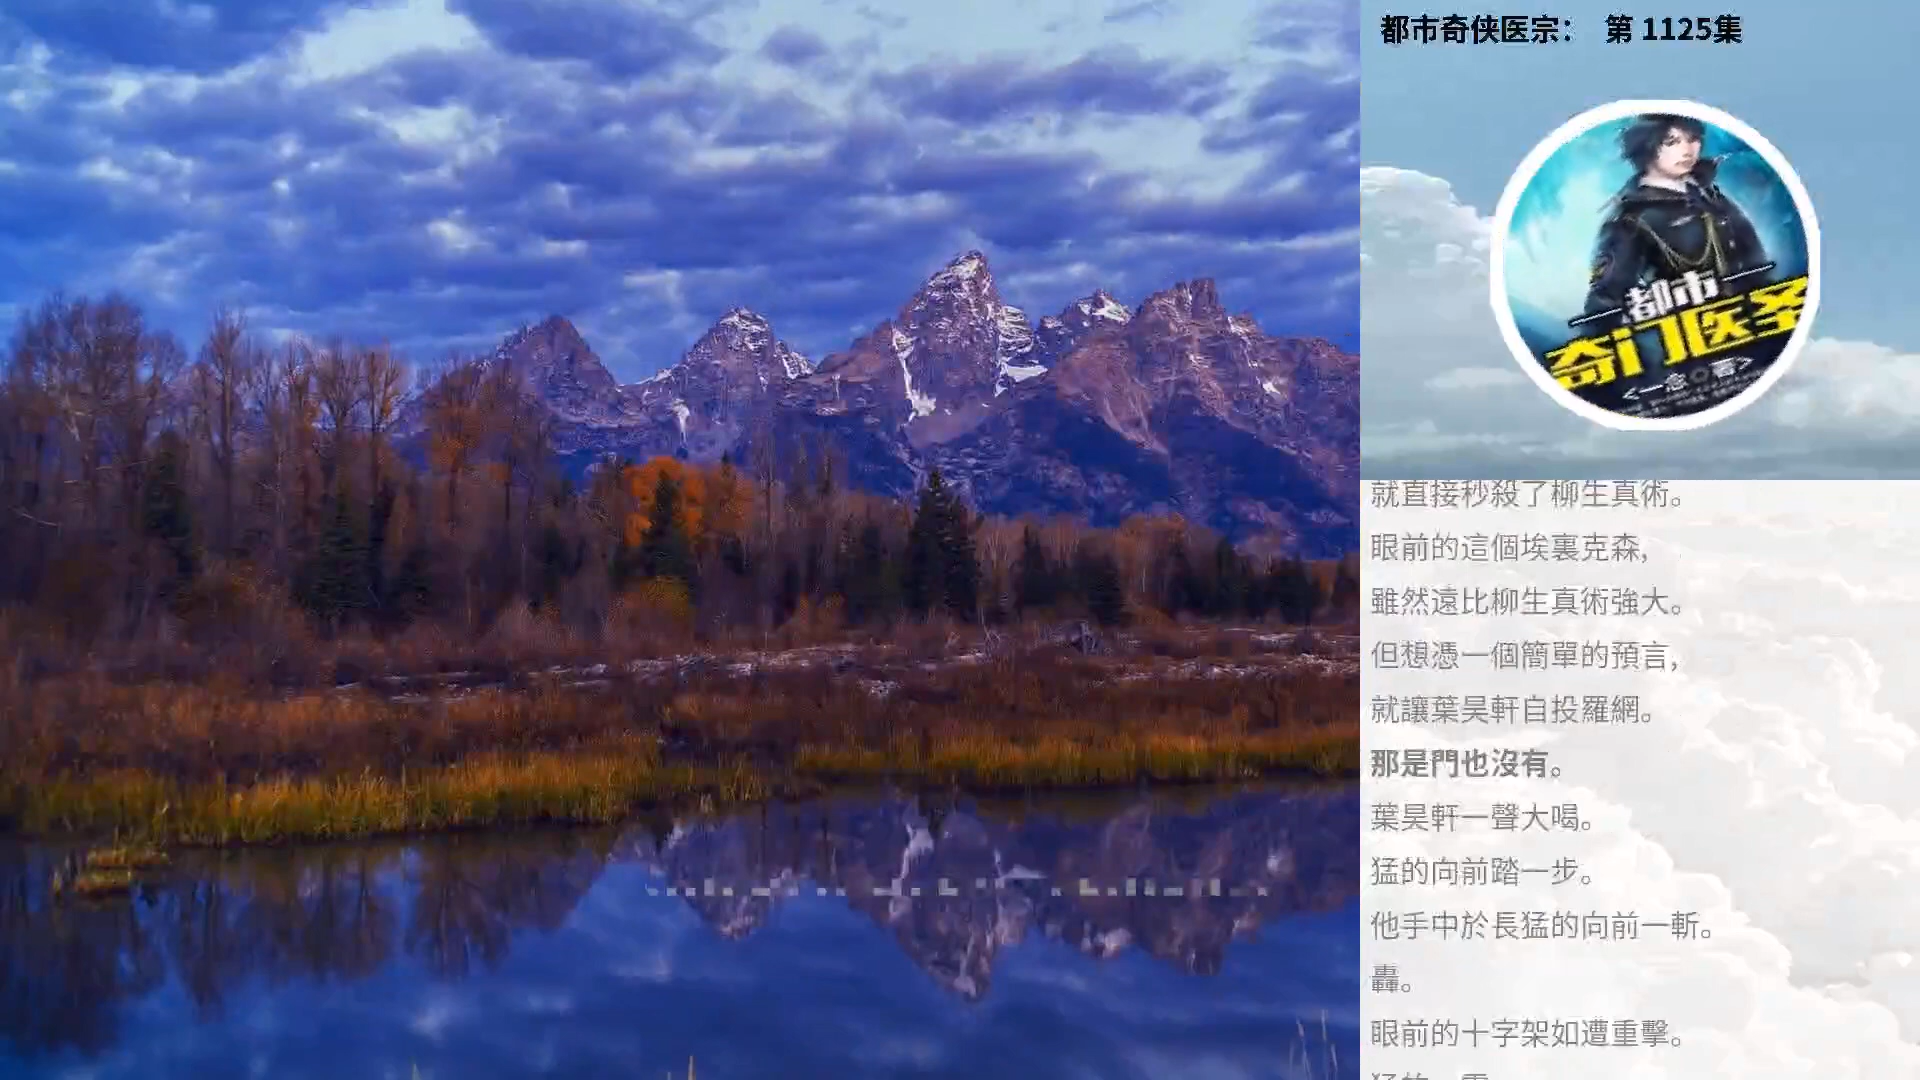 都市奇侠医宗： 第 1125集
都市
奇门医圣
就直接秒殺了柳生真術。
眼前的這個埃裏克森,
雖然遠比柳生真術強大。
但想憑一個簡單的預言,
就讓葉昊軒自投羅網。
那是門也沒有。
葉昊軒一聲大喝。
猛的向前踏一步。
他手中於長猛的向前一斬。
轟。
眼前的十字架如遭重擊。